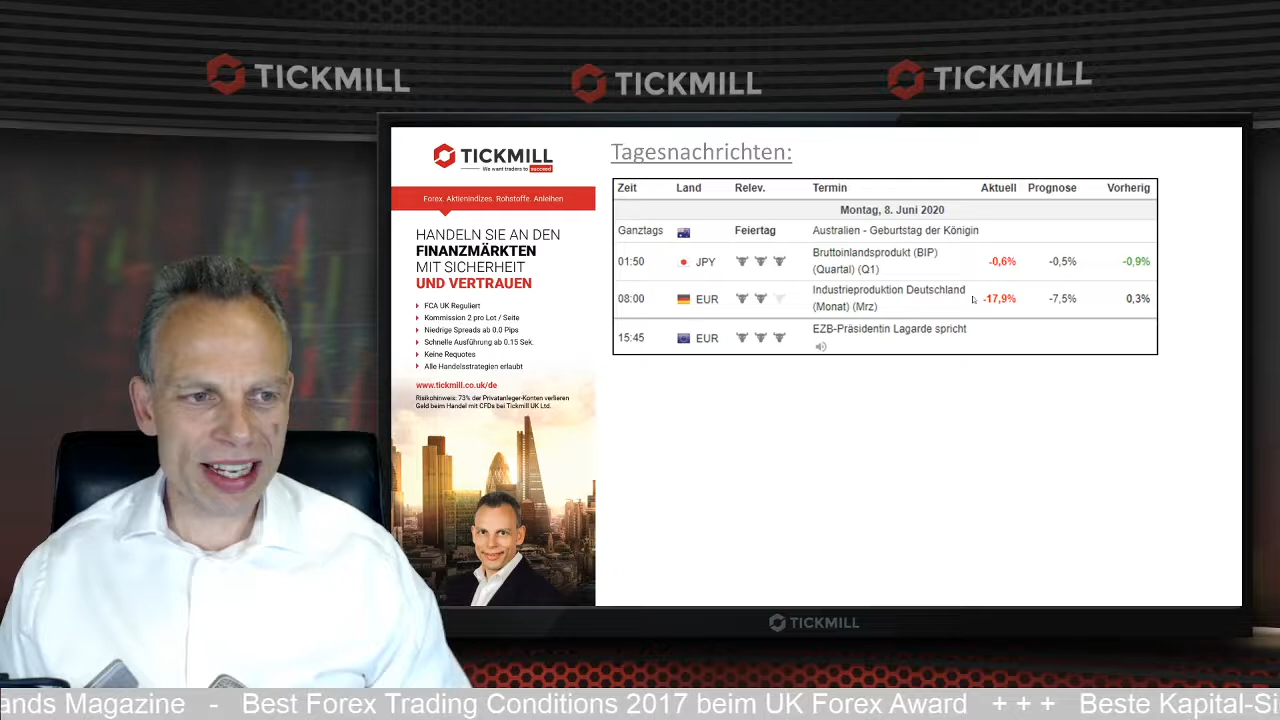 TICKMILL
TICKMILL
TICKMILL
TICKMILL
We want traders to succeed
Forex. Aktienindizes. Rohstoffe. Anleihen
HANDELN SIE AN DEN
FINANZMÄRKTEN
MIT SICHERHEIT
UND VERTRAUEN
FCA UK Reguliert
Kommission 2 pro Lot / Seite
Niedrige Spreads ab 0.0 Pips
Schnelle Ausführung ab 0.15 Sek.
Keine Requotes
Alle Handelsstrategien erlaubt
www.tickmill.co.uk/de
Risikohinweis: 73% der Privatanleger-Konten verlieren
Geld beim Handel mit CFDs bei Tickmill UK Ltd.
Tagesnachrichten:
Zeit Land Relev. Termin Aktuell Prognose Vorherig
Montag, 8. Juni 2020
Ganztags Feiertag Australien - Geburtstag der Königin
01:50 JPY Bruttoinlandsprodukt (BIP) -0,6% -0,5% -0,9%
(Quartal) (Q1)
08:00 EUR Industrieproduktion Deutschland -17,9% -7,5% 0,3%
(Monat) (Mrz)
15:45 EUR EZB-Präsidentin Lagarde spricht
TICKMILL
ands Magazine - Best Forex Trading Conditions 2017 beim UK Forex Award +++ Beste Kapital-Si